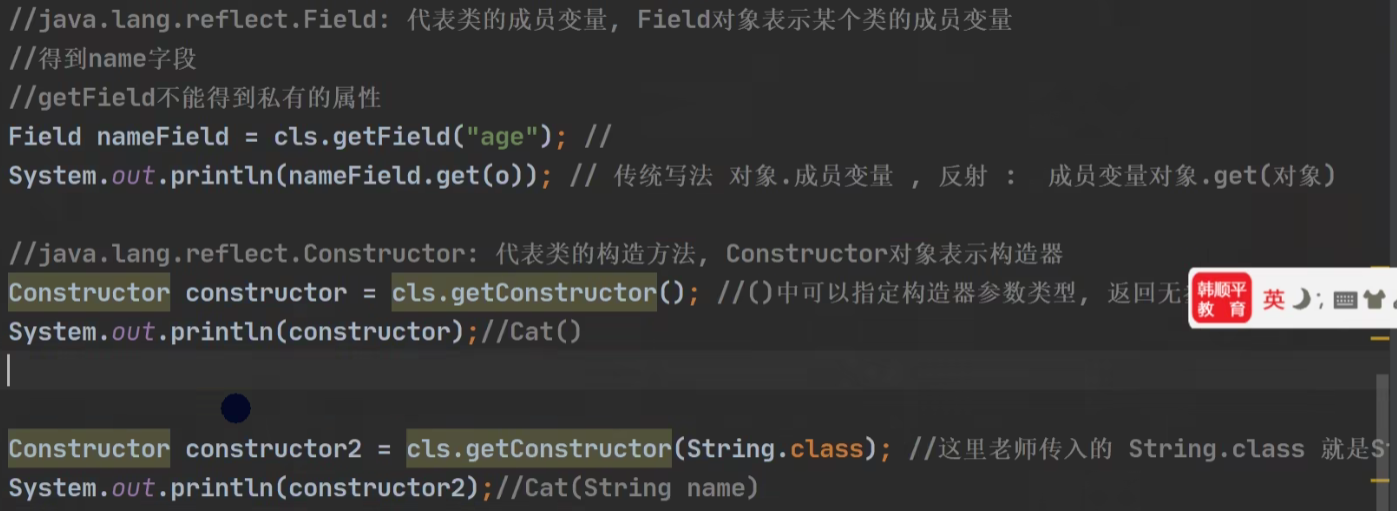 //java.lang.reflect.Field: 代表类的成员变量, Field对象表示某个类的成员变量
//得到name字段
//getField不能得到私有的属性
Field nameField = cls.getField("age"); //
System.out.println(nameField.get(o)); // 传统写法 对象.成员变量 , 反射 : 成员变量对象.get(对象)
//java.lang.reflect.Constructor: 代表类的构造方法, Constructor对象表示构造器
Constructor constructor = cls.getConstructor(); //()中可以指定构造器参数类型, 返回无
System.out.println(constructor);//Cat()
韩顺平
教育
英
Constructor constructor2 = cls.getConstructor(String.class); //这里老师传入的 String.class 就是S
System.out.println(constructor2);//Cat(String name)